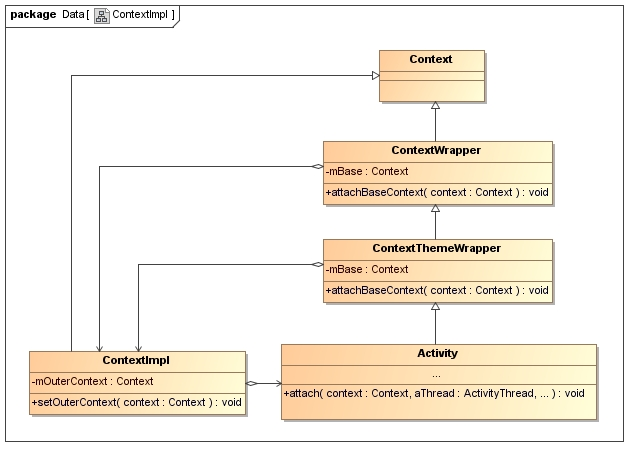 package Data [ ContextImpl ]
Context
ContextWrapper
-mBase : Context
+attachBaseContext( context : Context ) : void
ContextThemeWrapper
-mBase : Context
+attachBaseContext( context : Context ) : void
ContextImpl
-mOuterContext : Context
+setOuterContext( context : Context ) : void
Activity
...
+attach( context : Context, aThread : ActivityThread, ... ) : void